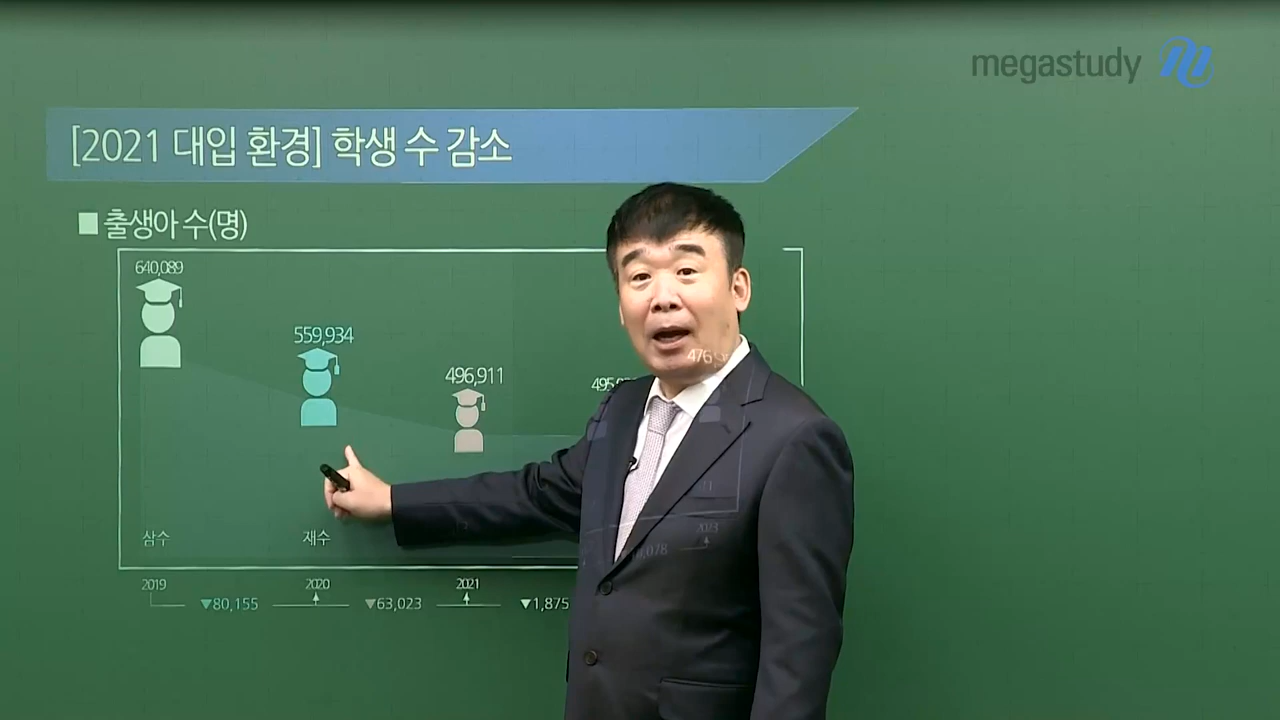 megastudy
[2021 대입 환경] 학생 수 감소
■ 출생아 수(명)
640,089
559,934
496,911
삼수
재수
2019
2020
2021
2023
▼80,155
▼63,023
▼1,875